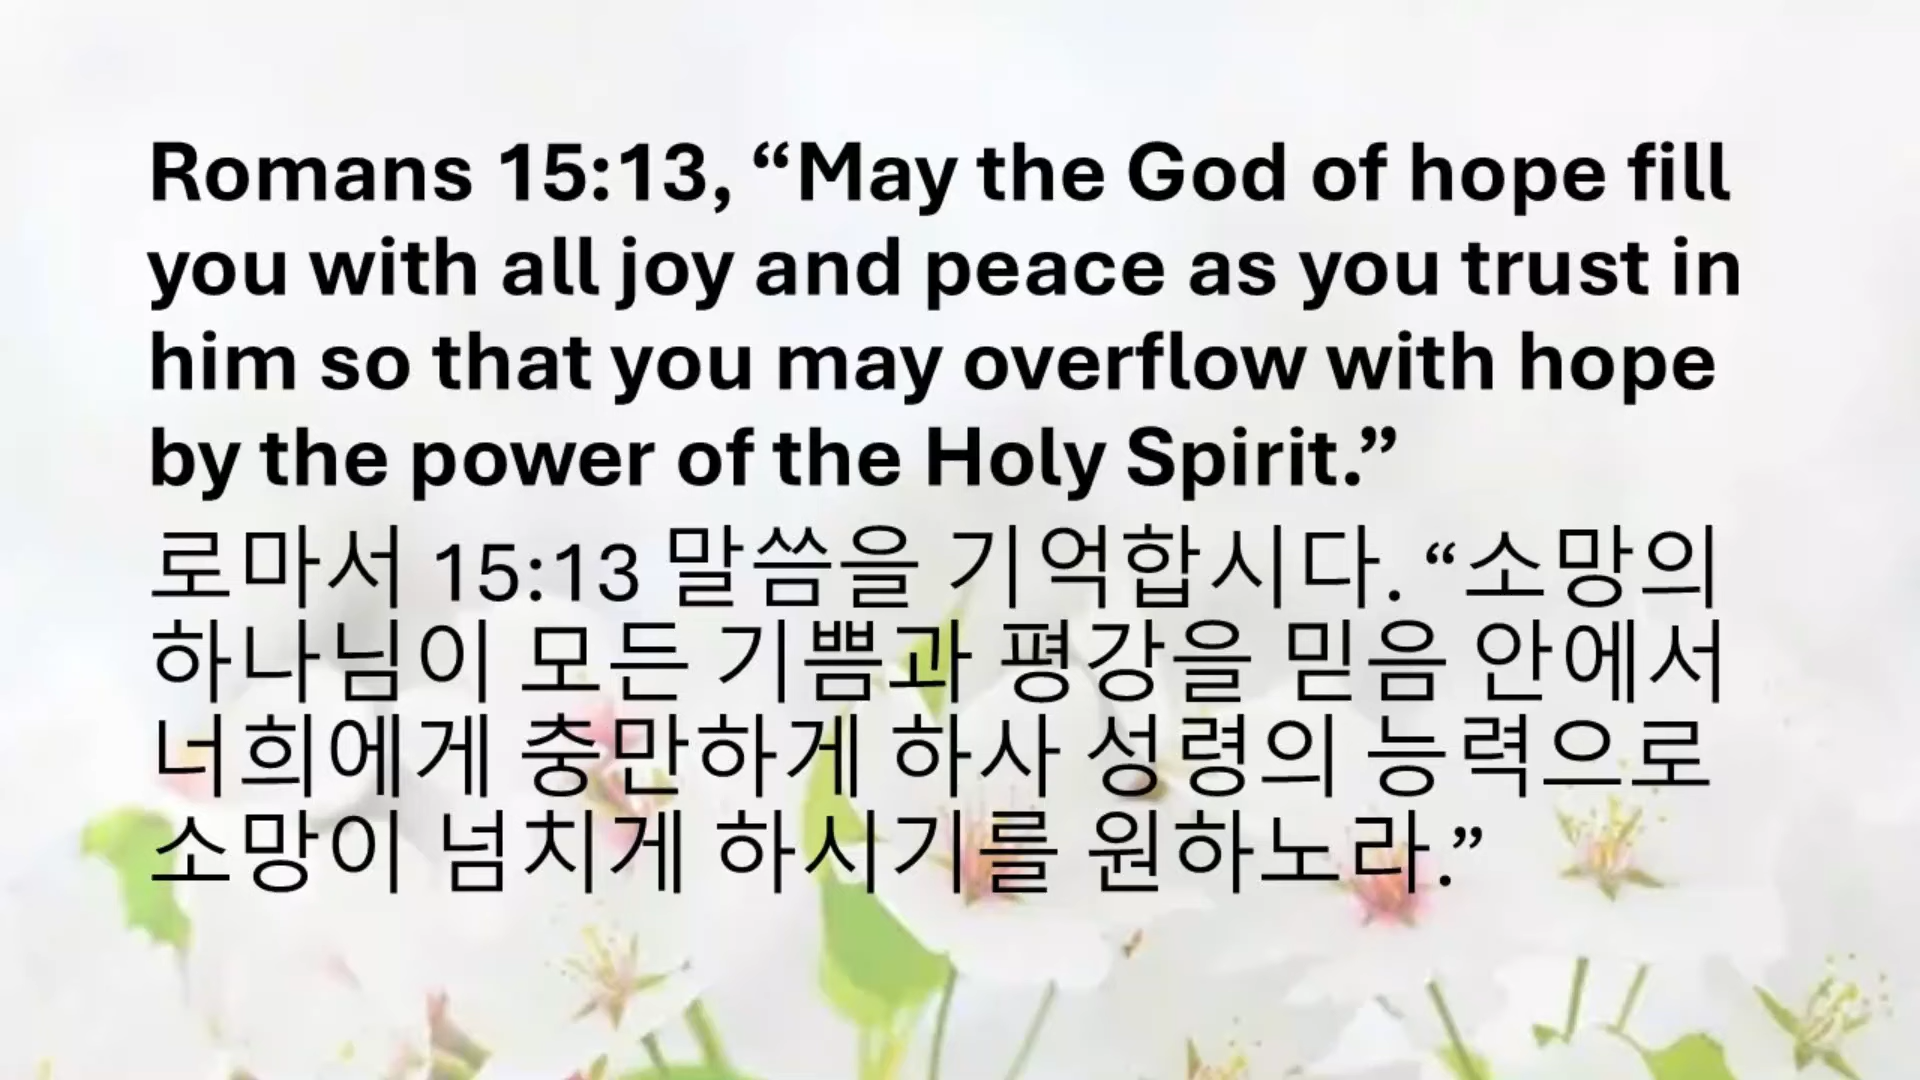 Romans 15:13, “May the God of hope fill
you with all joy and peace as you trust in
him so that you may overflow with hope
by the power of the Holy Spirit.”
로마서 15:13 말씀을 기억합시다. “소망의
하나님이 모든 기쁨과 평강을 믿음 안에서
너희에게 충만하게 하사 성령의 능력으로
소망이 넘치게 하시기를 원하노라.”